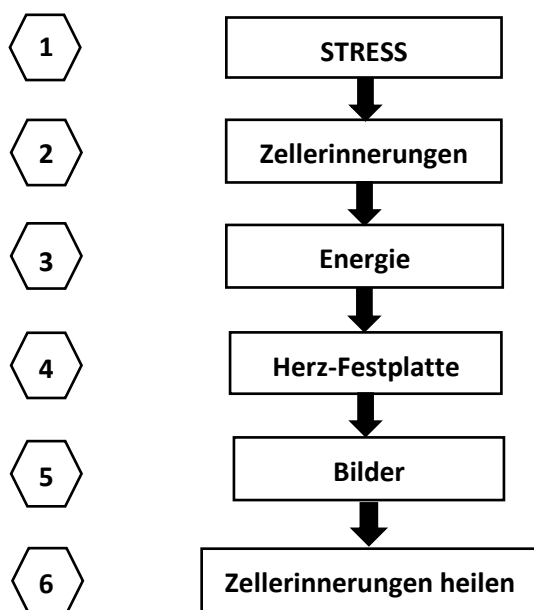 1 STRESS
2 Zellerinnerungen
3 Energie
4 Herz-Festplatte
5 Bilder
6 Zellerinnerungen heilen